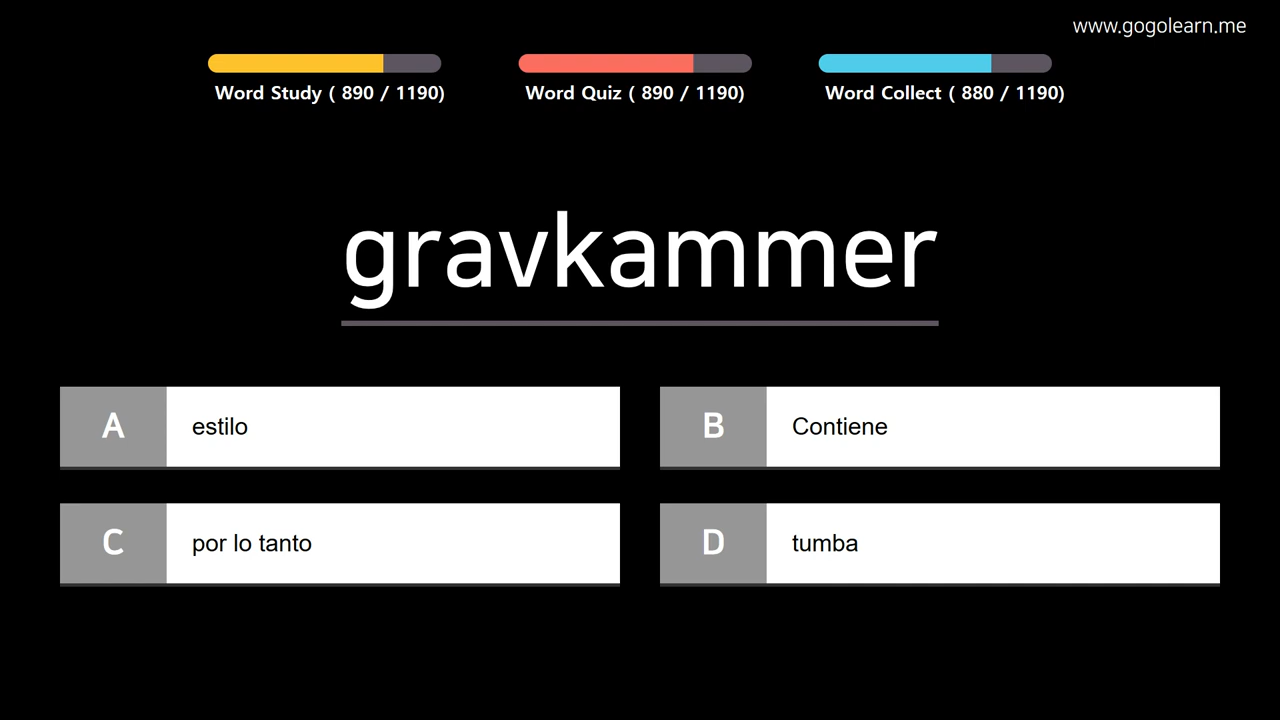 www.gogolearn.me
Word Study ( 890 / 1190)
Word Quiz ( 890 / 1190)
Word Collect ( 880 / 1190)
gravkammer
A estilo
B Contiene
C por lo tanto
D tumba